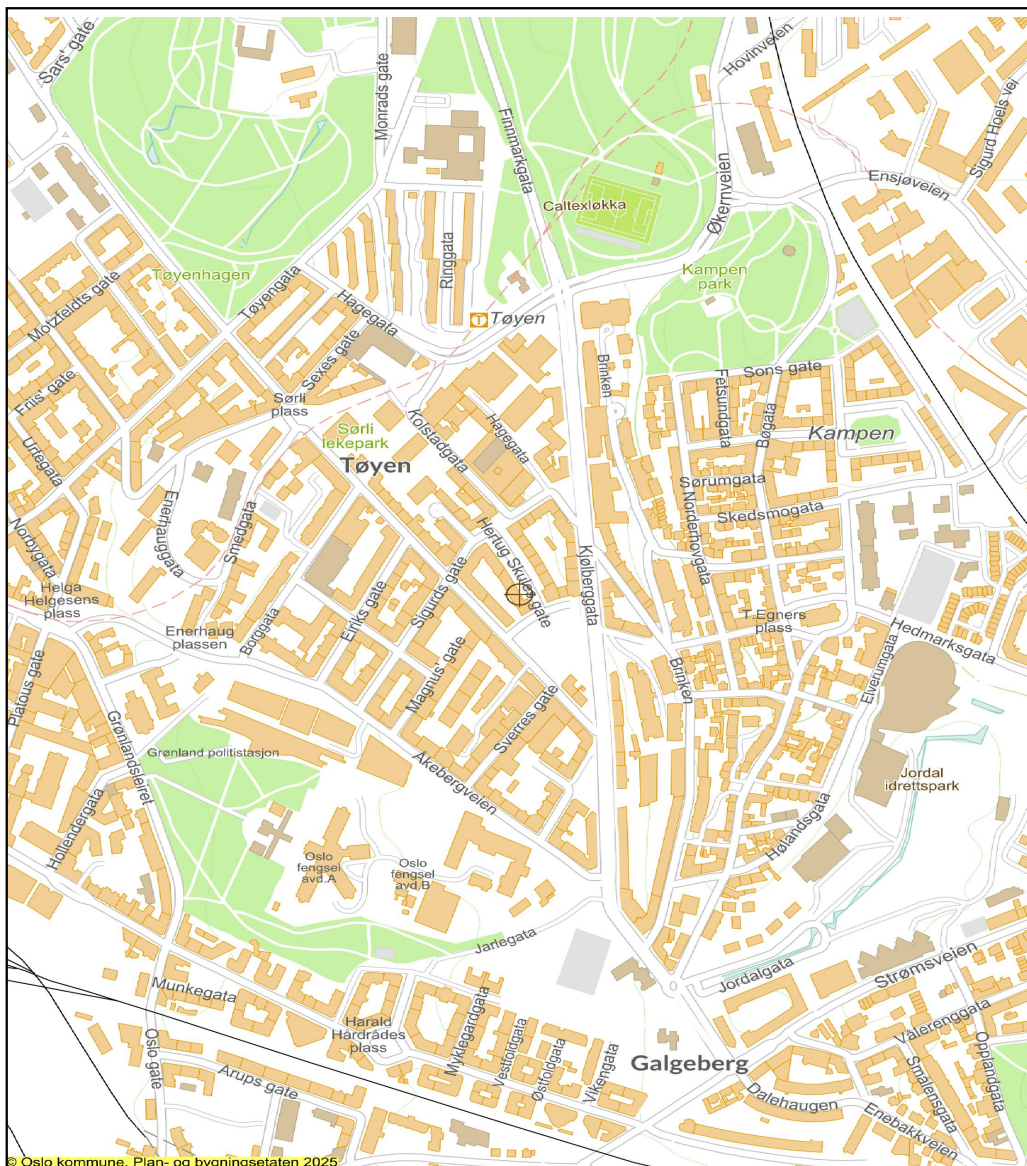 Sars' gate
Monrads gate
Hovinveien
Finnmarkgata
Sigurd Hoels vei
Ensjøveien
Caltexløkka
Økernveien
Tøyenhagen
Tøyengata
Ringgata
Kampen
park
Motzfeldts gate
Hagegata
T Tøyen
Sexes gate
Brinken
Sons gate
Friis' gate
Sørli
plass
Fetsundgata
Bøgata
Urtegata
Sørli
lekepark
Kolstadgata
Hagegata
Kampen
Tøyen
Sørumgata
Enerhauggata
Smedgata
Nordernovgata
Skedsmogata
Norbygata
Hertug Skules gate
Kjølberggata
Helga
Helgesens
plass
Eiriks gate
Sigurds gate
T.Egners
plass
Enerhaug
plassen
Borggata
Hedmarksgata
Elverumgata
Platous gate
Magnus' gate
Brinken
Sverres gate
Grønlandsleiret
Grønland politistasjon
Åkebergveien
Jordal
idrettspark
Hollendergata
Hølandsgata
Oslo
fengsel
avd.A
Oslo
fengsel
avd.B
Jarlegata
Jordalgata
Strømsveien
Munkegata
Harald
Hårdrådes
plass
Myklegardgata
Vestfoldgata
Østfoldgata
Vikengata
Vålerenggata
Oslo gate
Arups gate
Galgeberg
Smålensgata
Opplandgata
Dalehaugen
Enebakkveien
© Oslo kommune, Plan- og bygningsetaten 2025